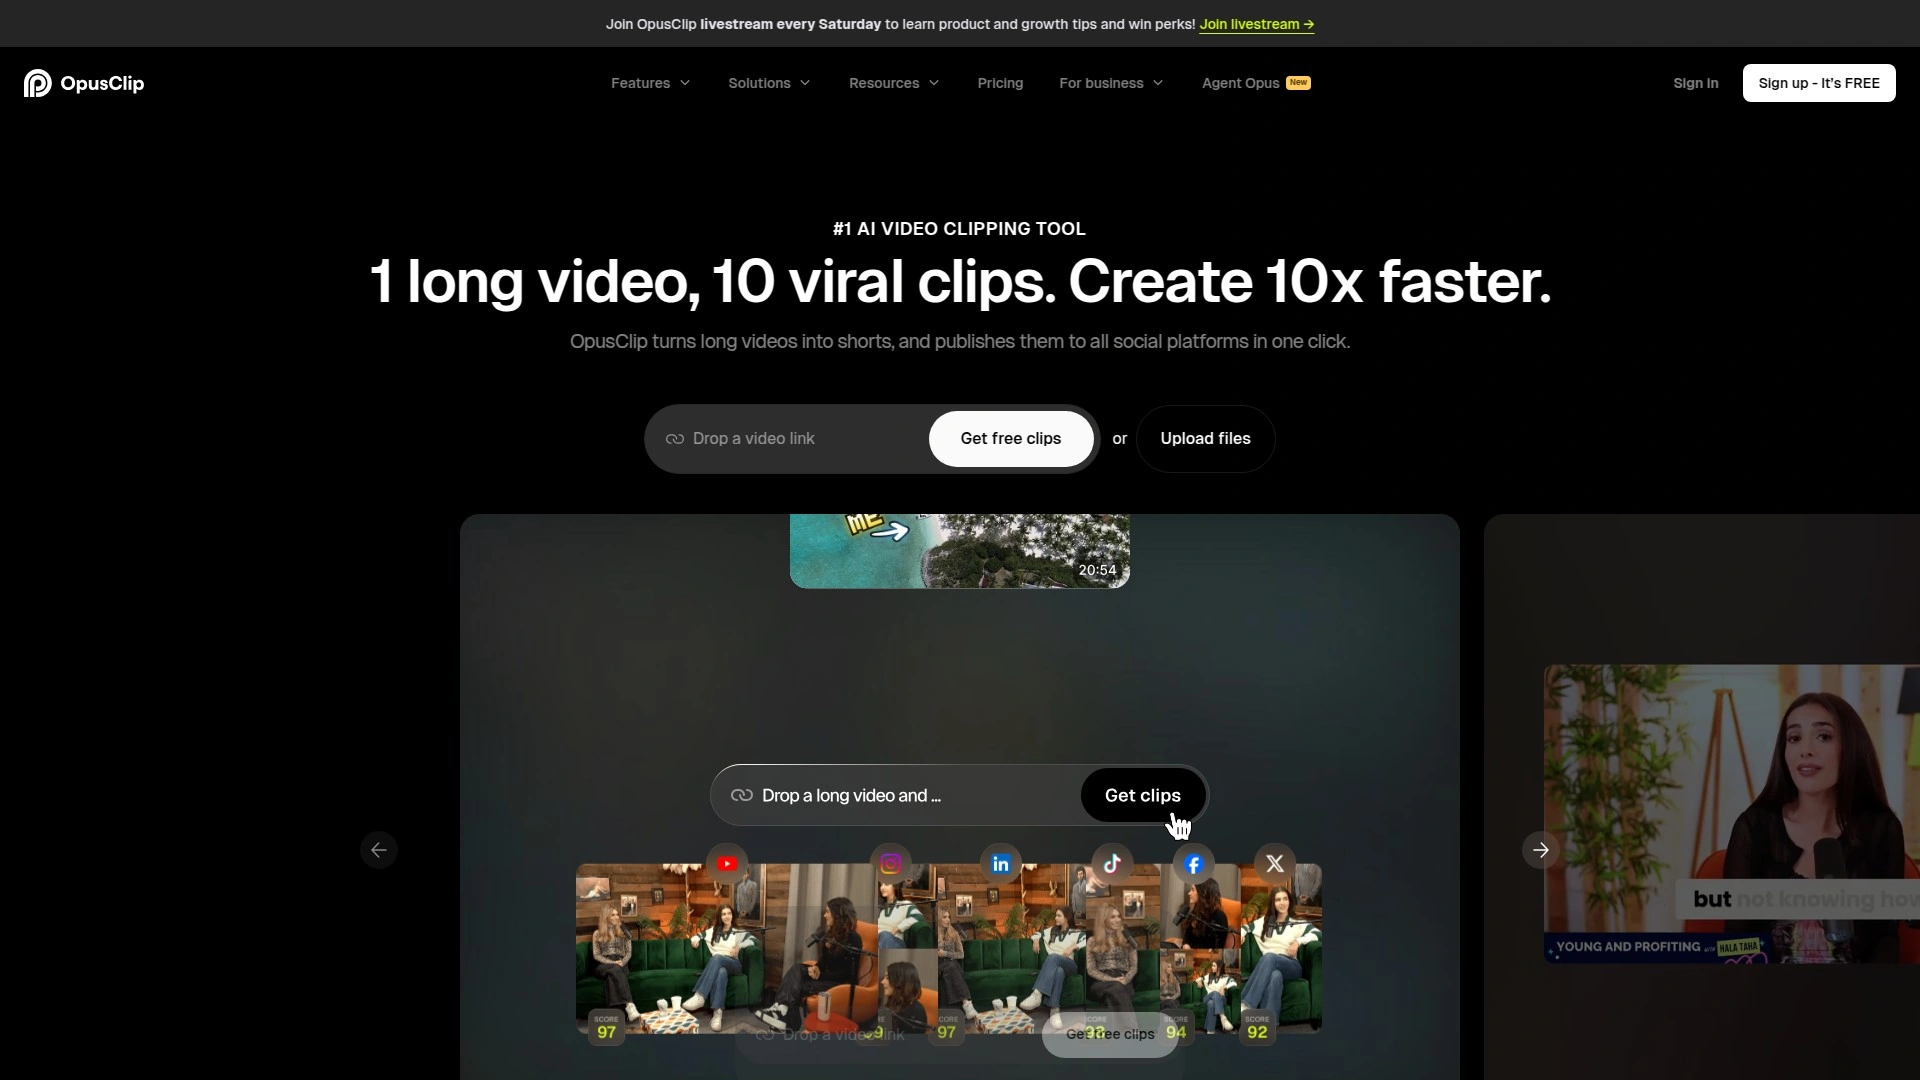 Join OpusClip livestream every Saturday to learn product and growth tips and win perks! Join livestream →
OpusClip
Features
Solutions
Resources
Pricing
For business
Agent Opus New
Sign In
Sign up - It's FREE
#1 AI VIDEO CLIPPING TOOL
1 long video, 10 viral clips. Create 10x faster.
OpusClip turns long videos into shorts, and publishes them to all social platforms in one click.
Drop a video link
Get free clips
or
Upload files
ME
20:54
Drop a long video and ...
Get clips
but not knowing how
YOUNG AND PROFITING WITH HALA TAHA
SCORE
97
SCORE
97
SCORE
94
SCORE
92
Drop a video link
Get free clips